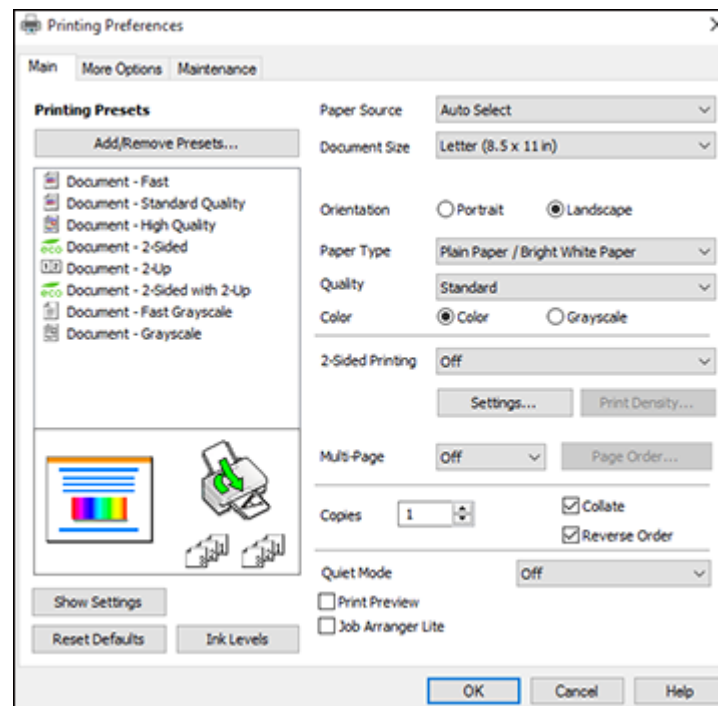 Printing Preferences
Main More Options Maintenance
Printing Presets
Add/Remove Presets...
Document - Fast
Document - Standard Quality
Document - High Quality
eco Document - 2-Sided
Document - 2-Up
eco Document - 2-Sided with 2-Up
Document - Fast Grayscale
Document - Grayscale
Show Settings
Reset Defaults Ink Levels
Paper Source Auto Select
Document Size Letter (8.5 x 11 in)
Orientation Portrait Landscape
Paper Type Plain Paper / Bright White Paper
Quality Standard
Color Color Grayscale
2-Sided Printing Off
Settings... Print Density...
Multi-Page Off Page Order...
Copies 1 Collate
Reverse Order
Quiet Mode Off
Print Preview
Job Arranger Lite
OK Cancel Help